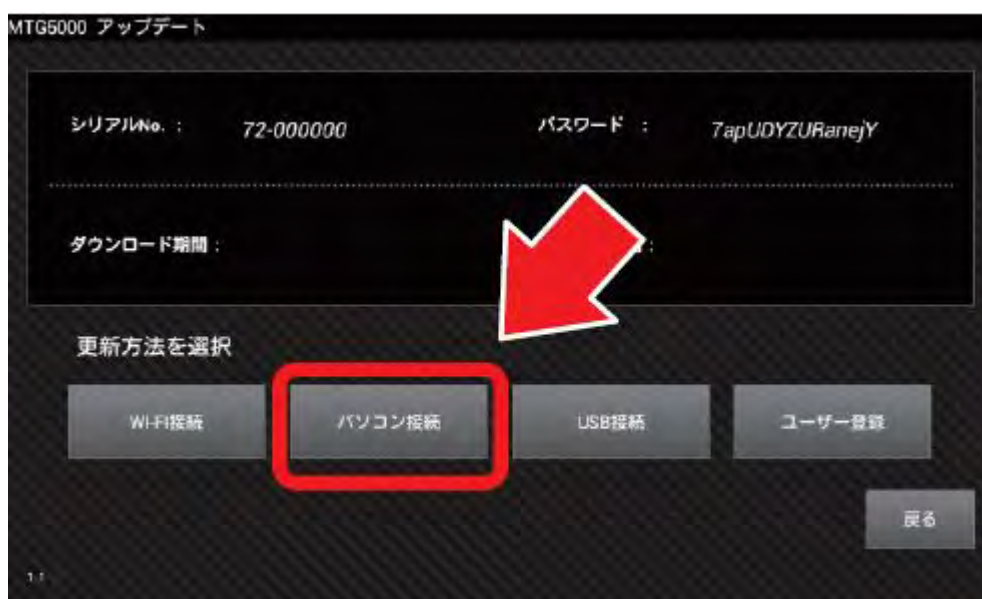 MTG5000 アップデート
シリアルNo. : 72-000000 パスワード : 7apUDYZURanejY
ダウンロード期間 : :
更新方法を選択
WI-FI接続 パソコン接続 USB接続 ユーザー登録
戻る
1.1